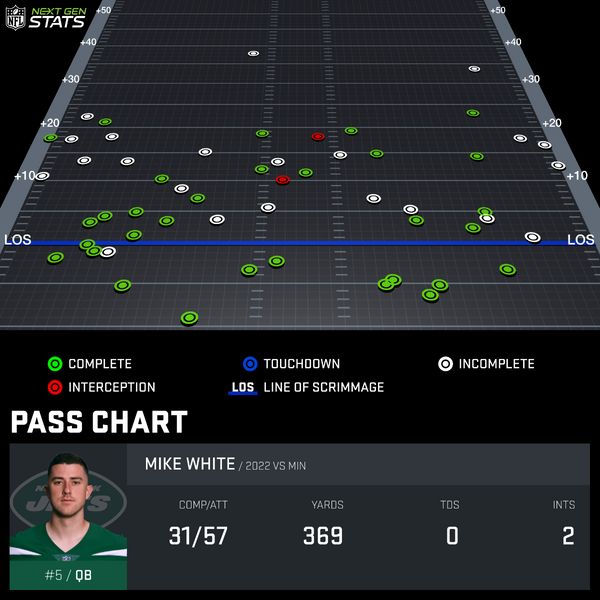 NFL NEXT GEN STATS
+50 +50
+40
+30 +30
+20 +20
+10 +10
LOS LOS
COMPLETE TOUCHDOWN INCOMPLETE
INTERCEPTION LOS LINE OF SCRIMMAGE
PASS CHART
MIKE WHITE / 2022 VS MIN
COMP/ATT YARDS TDS INTS
31/57 369 0 2
JETS
#5 / QB